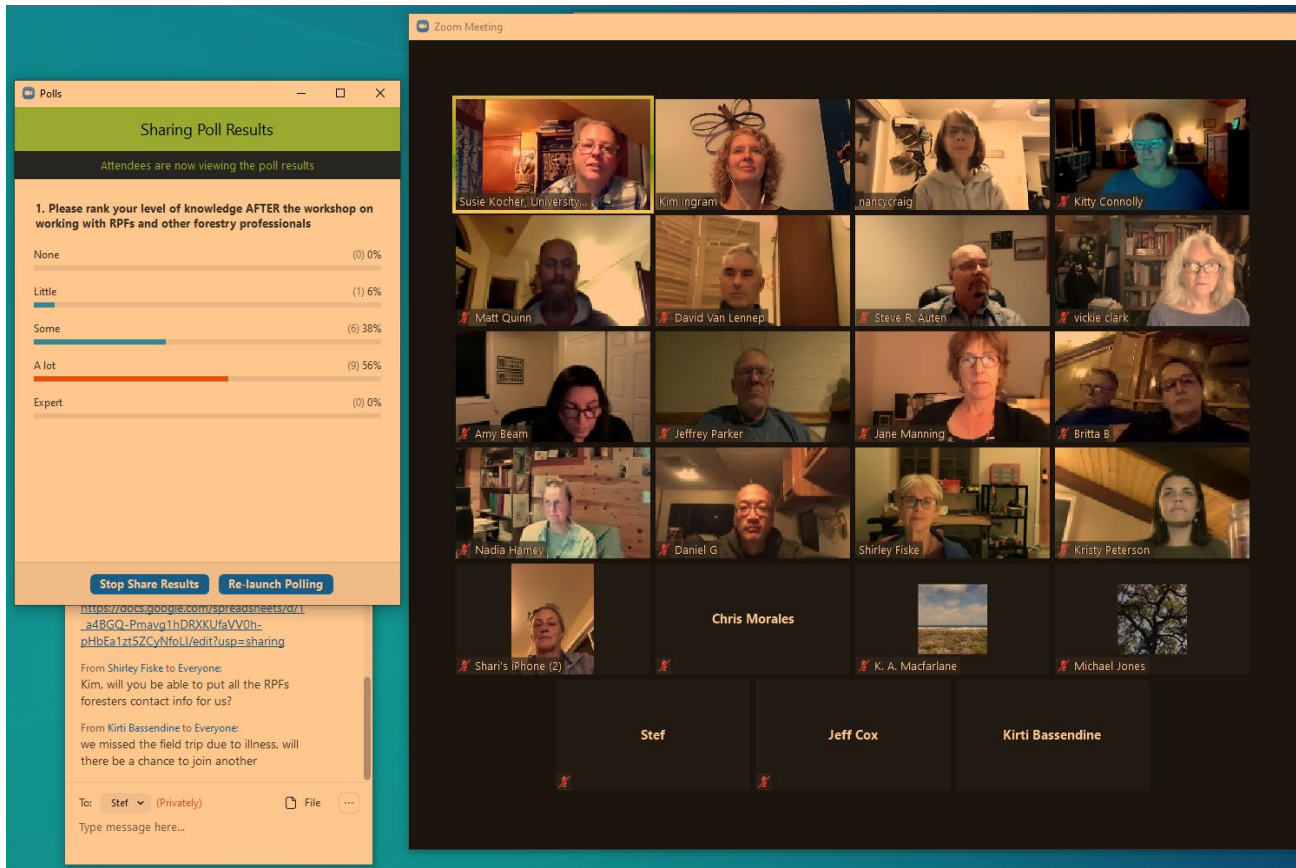 Polls
Sharing Poll Results
Attendees are now viewing the poll results
1. Please rank your level of knowledge AFTER the workshop on
working with RPFs and other forestry professionals
None (0) 0%
Little (1) 6%
Some (6) 38%
A lot (9) 56%
Expert (0) 0%
Stop Share Results Re-launch Polling
https://docs.google.com/spreadsheets/d/1
_a4BGQ-Pmavg1hDRXKUfaVV0h-
pHbEa1zt5ZCyNfoLI/edit?usp=sharing
From Shirley Fiske to Everyone:
Kim, will you be able to put all the RPFs
foresters contact info for us?
From Kirti Bassendine to Everyone:
we missed the field trip due to illness, will
there be a chance to join another
To: Stef (Privately) File ...
Type message here...
Zoom Meeting
Susie Kocher, University... Kim Ingram nancycraig Kitty Connolly
Matt Quinn David Van Lennep Steve R. Auten vickie clark
Amy Beam Jeffrey Parker Jane Manning Britta B
Nadia Hamey Daniel G Shirley Fiske Kristy Peterson
Shari's iPhone (2) Chris Morales K. A. Macfarlane Michael Jones
Stef Jeff Cox Kirti Bassendine